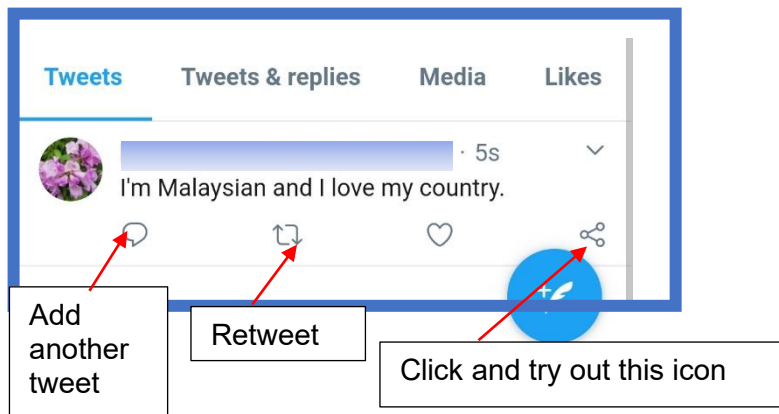 Tweets Tweets & replies Media Likes
· 5s
I'm Malaysian and I love my country.
Add
another
tweet
Retweet
Click and try out this icon